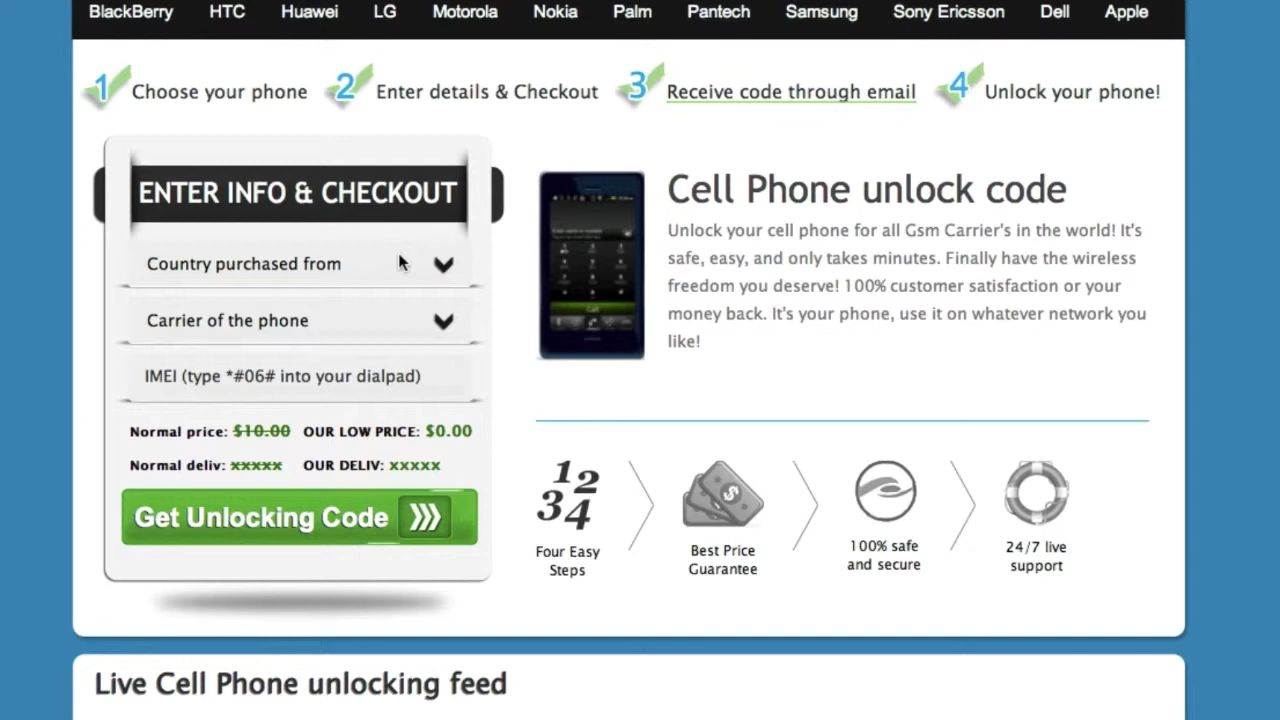 BlackBerry HTC Huawei LG Motorola Nokia Palm Pantech Samsung Sony Ericsson Dell Apple
1 Choose your phone 2 Enter details & Checkout 3 Receive code through email 4 Unlock your phone!
ENTER INFO & CHECKOUT
Country purchased from
Carrier of the phone
IMEI (type *#06# into your dialpad)
Normal price: $10.00 OUR LOW PRICE: $0.00
Normal deliv: xxxxx OUR DELIV: xxxxx
Get Unlocking Code
Cell Phone unlock code
Unlock your cell phone for all Gsm Carrier's in the world! It's
safe, easy, and only takes minutes. Finally have the wireless
freedom you deserve! 100% customer satisfaction or your
money back. It's your phone, use it on whatever network you
like!
Call
1 2
3 4
Four Easy
Steps
$
Best Price
Guarantee
100% safe
and secure
24/7 live
support
Live Cell Phone unlocking feed